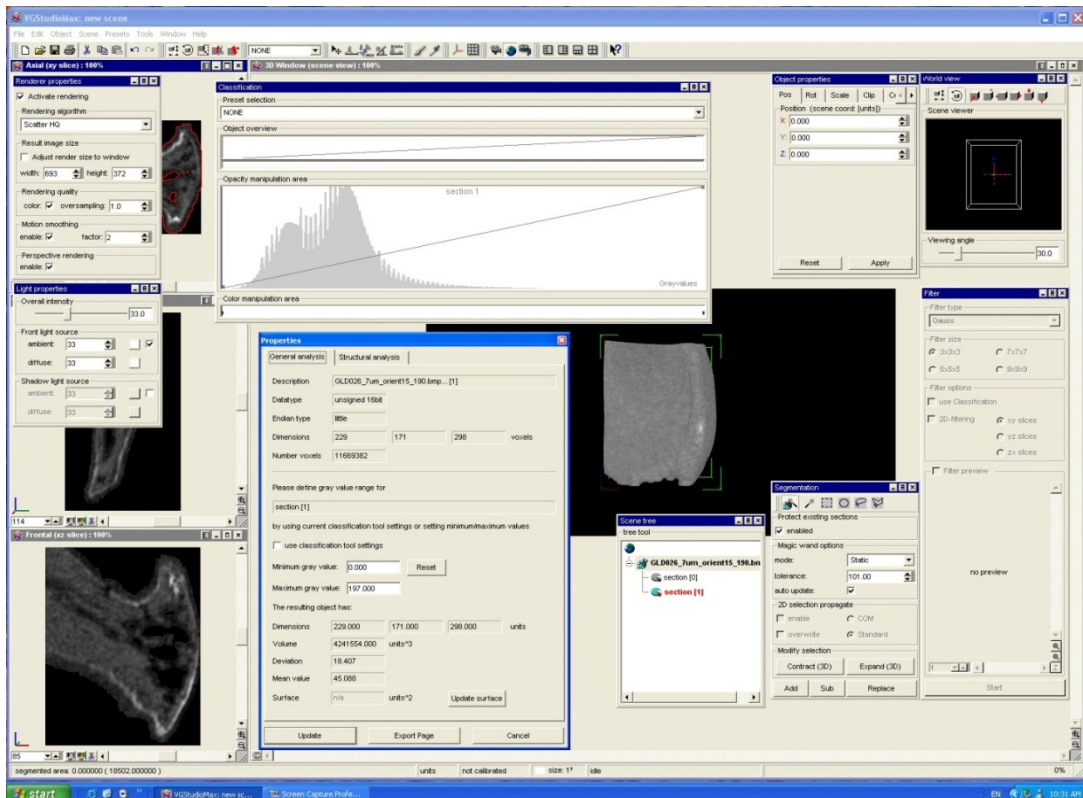 VGStudioMax: new scene
File Edit Object Scene Presets Tools Window Help
NONE
Axial (xy slice) : 100%
3D Window (scene view) : 100%
Renderer properties
Activate rendering
Rendering algorithm
Scatter HQ
Result image size
Adjust render size to window
width: 693 height: 372
Rendering quality
color: oversampling: 1.0
Motion smoothing
enable: factor: 2
Perspective rendering
enable:
Light properties
Overall intensity
33.0
Front light source
ambient: 33
diffuse: 33
Shadow light source
ambient: 33
diffuse: 33
114
Frontal (xz slice) : 100%
85
Classification
Preset selection
NONE
Object overview
Opacity manipulation area
section 1
Grayvalues
Color manipulation area
Properties
General analysis Structural analysis
Description GLD026_7um_orient15_190.bmp... [1]
Datatype unsigned 16bit
Endian type little
Dimensions 229 171 298 voxels
Number voxels 11669382
Please define gray value range for
section [1]
by using current classification tool settings or setting minimum/maximum values
use classification tool settings
Minimum gray value: 0.000 Reset
Maximum gray value: 197.000
The resulting object has:
Dimensions 229.000 171.000 298.000 units
Volume 4241554.000 units^3
Deviation 18.407
Mean value 45.088
Surface n/a units^2 Update surface
Update Export Page Cancel
Object properties
Pos Rot Scale Clip
Position (scene coord. [units])
X: 0.000
Y: 0.000
Z: 0.000
Reset Apply
World view
Scene viewer
Viewing angle
30.0
Filter
Filter type
Gauss
Filter size
3x3x3 7x7x7
5x5x5 9x9x9
Filter options
use Classification
2D-filtering xy slices
yz slices
zx slices
Filter preview
no preview
1
Z
Start
Segmentation
Protect existing sections
enabled
Magic wand options
mode: Static
tolerance: 101.00
auto update:
2D selection propagate
enable COM
overwrite Standard
Modify selection
Contract (3D) Expand (3D)
Add Sub Replace
Scene tree
tree tool
GLD026_7um_orient15_190.bm
section [0]
section [1]
segmented area: 0.000000 ( 18502.000000 ) units not calibrated size: 1³ idle 0%
start VGStudioMax: new sc... Screen Capture Profe... EN 10:31 AM